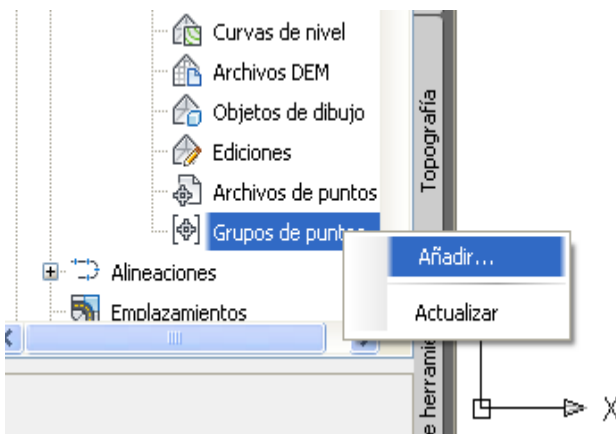 Curvas de nivel
Archivos DEM
Objetos de dibujo
Ediciones
Archivos de puntos
Grupos de puntos
Alineaciones
Emplazamientos
Añadir...
Actualizar
Topografía
e herramie
X